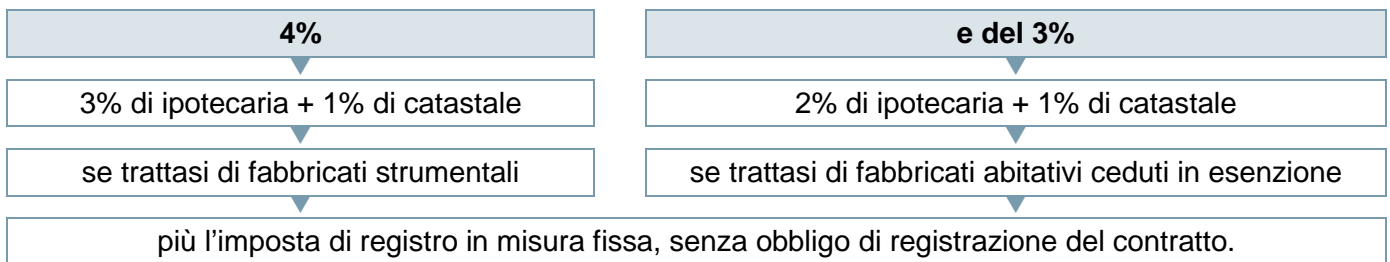 4%
e del 3%
3% di ipotecaria + 1% di catastale
2% di ipotecaria + 1% di catastale
se trattasi di fabbricati strumentali
se trattasi di fabbricati abitativi ceduti in esenzione
più l’imposta di registro in misura fissa, senza obbligo di registrazione del contratto.